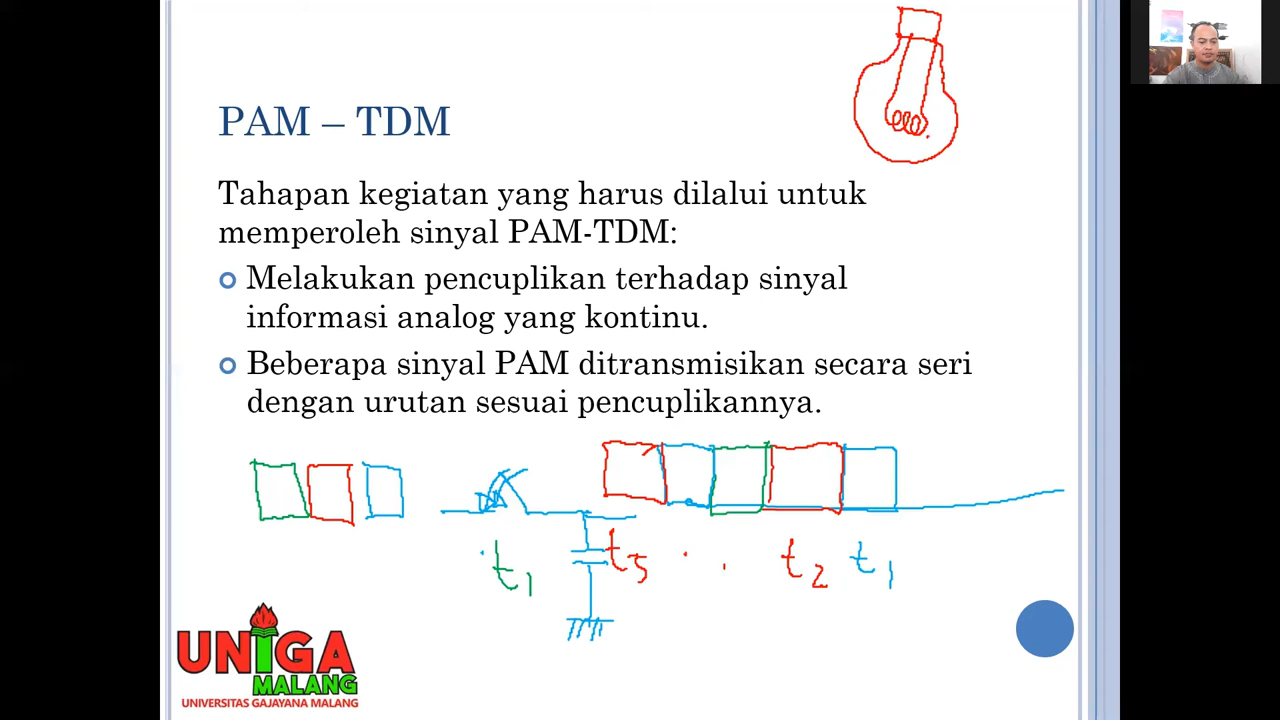 PAM – TDM
Tahapan kegiatan yang harus dilalui untuk
memperoleh sinyal PAM-TDM:
Melakukan pencuplikan terhadap sinyal
informasi analog yang kontinu.
Beberapa sinyal PAM ditransmisikan secara seri
dengan urutan sesuai pencuplikannya.
t1
t5 . . t2 t1
UNIGA
MALANG
UNIVERSITAS GAJAYANA MALANG